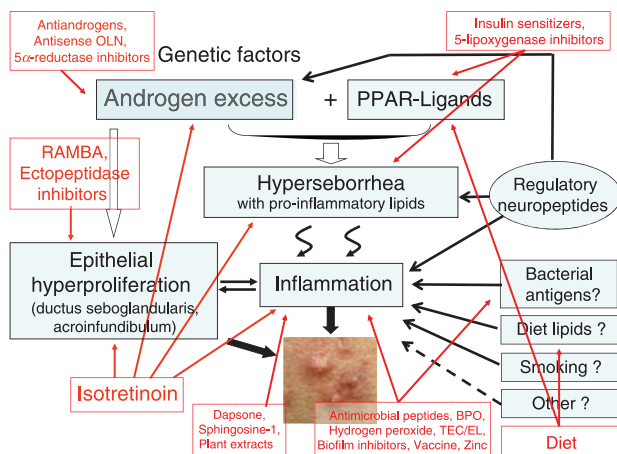 Antiandrogens,
Antisense OLN,
5α-reductase inhibitors
Genetic factors
Insulin sensitizers,
5-lipoxygenase inhibitors
Androgen excess
+
PPAR-Ligands
RAMBA,
Ectopeptidase
inhibitors
Hyperseborrhea
with pro-inflammatory lipids
Regulatory
neuropeptides
Epithelial
hyperproliferation
(ductus seboglandularis,
acroinfundibulum)
Inflammation
Bacterial
antigens?
Diet lipids ?
Smoking ?
Other ?
Isotretinoin
Dapsone,
Sphingosine-1,
Plant extracts
Antimicrobial peptides, BPO,
Hydrogen peroxide, TEC/EL,
Biofilm inhibitors, Vaccine, Zinc
Diet